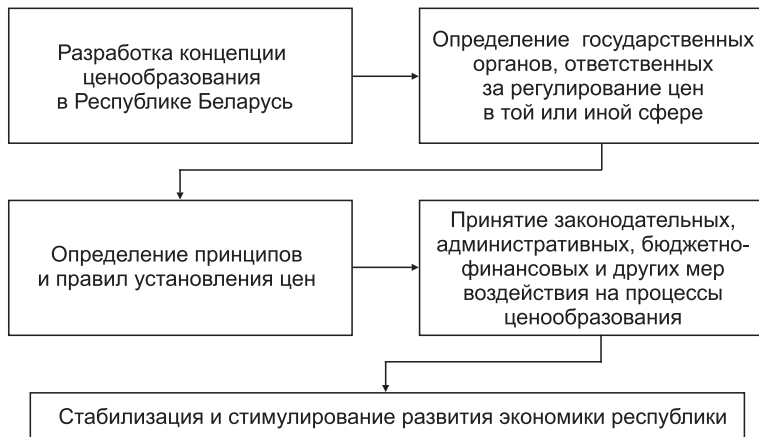 Разработка концепции
ценообразования
в Республике Беларусь
Определение государственных
органов, ответственных
за регулирование цен
в той или иной сфере
Определение принципов
и правил установления цен
Принятие законодательных,
административных, бюджетно-
финансовых и других мер
воздействия на процессы
ценообразования
Стабилизация и стимулирование развития экономики республики